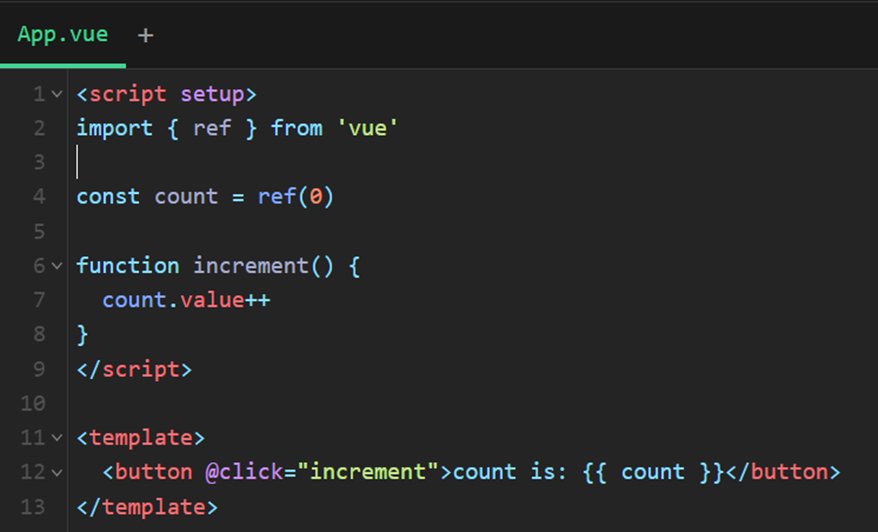 App.vue +
1 <script setup>
2 import { ref } from 'vue'
3
4 const count = ref(0)
5
6 function increment() {
7   count.value++
8 }
9 </script>
10
11 <template>
12   <button @click="increment">count is: {{ count }}</button>
13 </template>